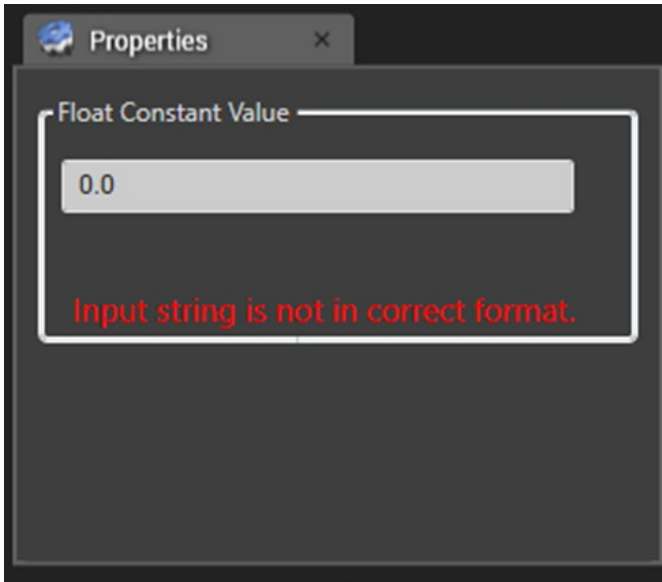 Properties
Float Constant Value
0.0
Input string is not in correct format.